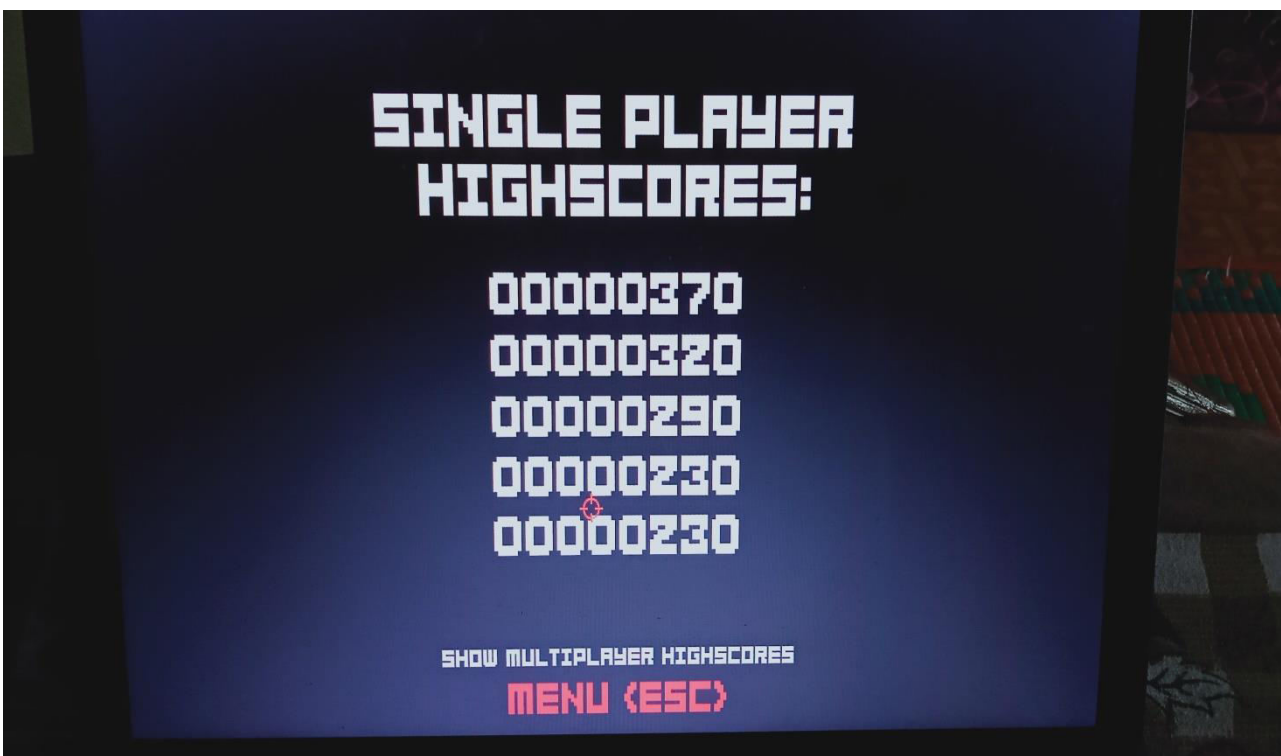 SINGLE PLAYER
HIGHSCORES:
00000370
00000320
00000290
00000230
00000230
SHOW MULTIPLAYER HIGHSCORES
MENU (ESC)